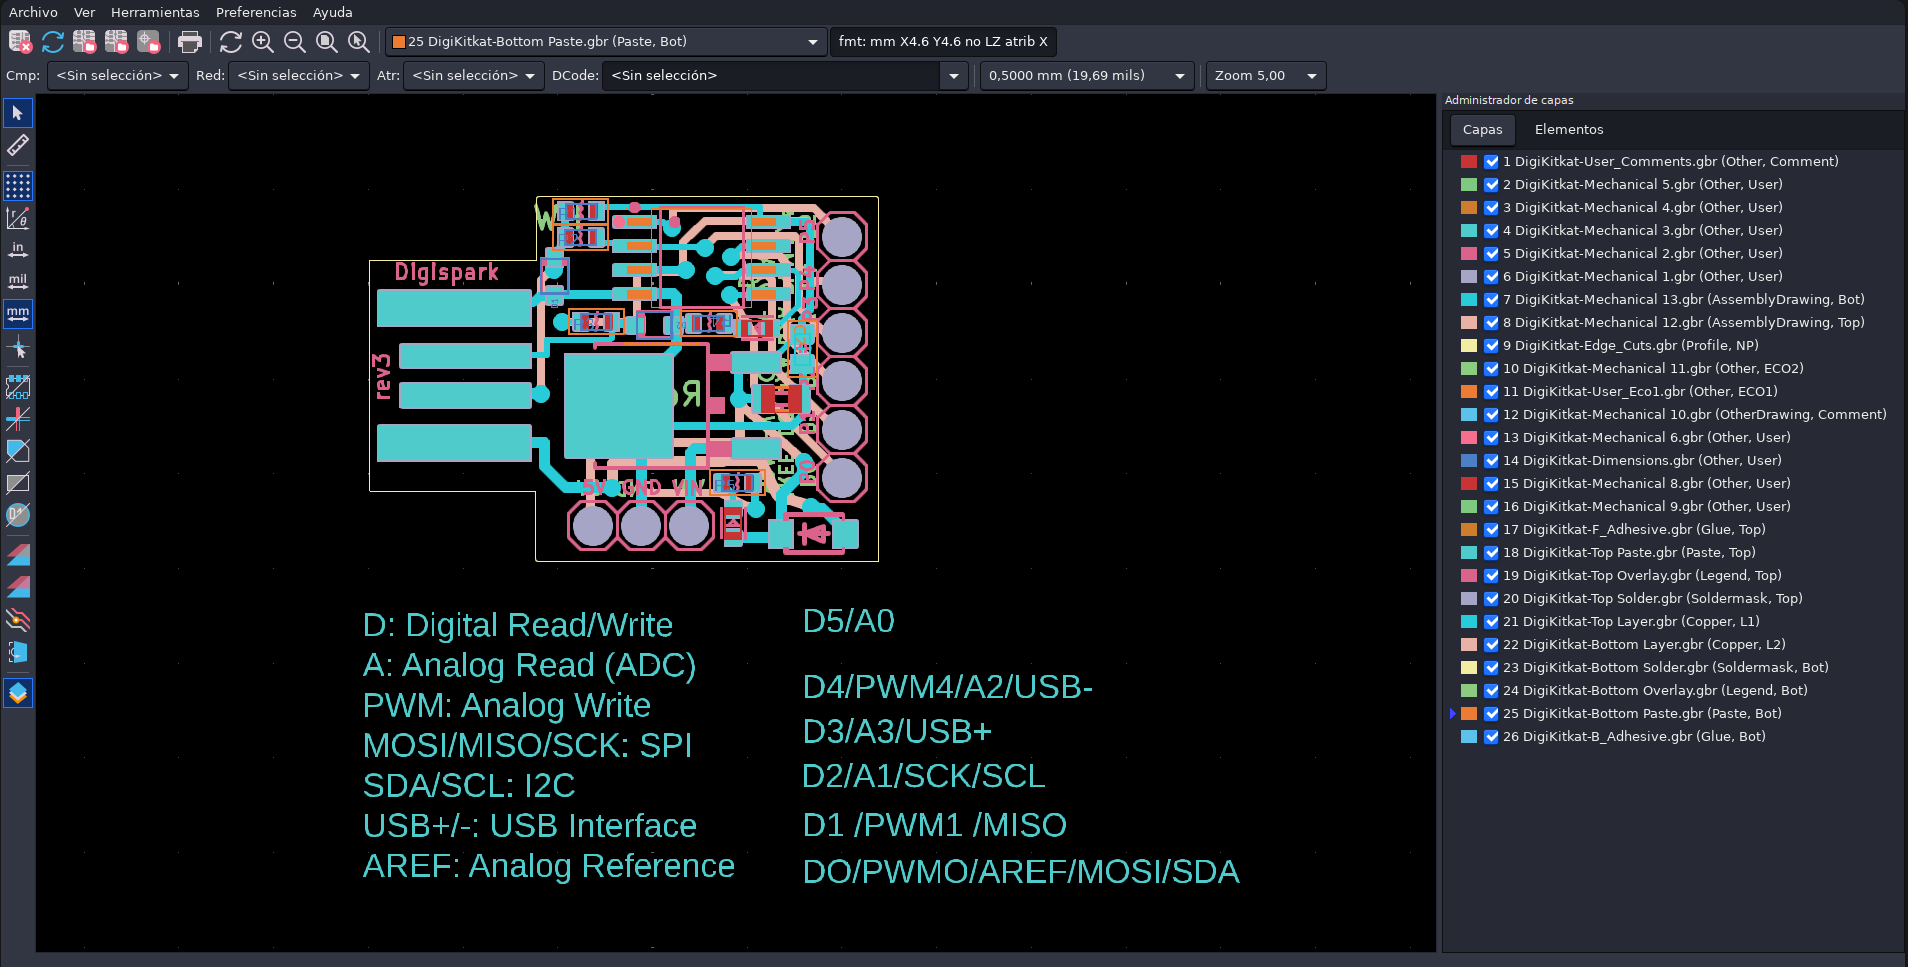 Archivo Ver Herramientas Preferencias Ayuda
25 DigiKitkat-Bottom Paste.gbr (Paste, Bot) fmt: mm X4.6 Y4.6 no LZ atrib X
Cmp: <Sin selección> Red: <Sin selección> Atr: <Sin selección> DCode: <Sin selección> 0,5000 mm (19,69 mils) Zoom 5,00
in
mil
mm
Digispark
rev3
5V GND VIN
D: Digital Read/Write
A: Analog Read (ADC)
PWM: Analog Write
MOSI/MISO/SCK: SPI
SDA/SCL: I2C
USB+/-: USB Interface
AREF: Analog Reference
D5/A0
D4/PWM4/A2/USB-
D3/A3/USB+
D2/A1/SCK/SCL
D1 /PWM1 /MISO
DO/PWMO/AREF/MOSI/SDA
Administrador de capas
Capas Elementos
1 DigiKitkat-User_Comments.gbr (Other, Comment)
2 DigiKitkat-Mechanical 5.gbr (Other, User)
3 DigiKitkat-Mechanical 4.gbr (Other, User)
4 DigiKitkat-Mechanical 3.gbr (Other, User)
5 DigiKitkat-Mechanical 2.gbr (Other, User)
6 DigiKitkat-Mechanical 1.gbr (Other, User)
7 DigiKitkat-Mechanical 13.gbr (AssemblyDrawing, Bot)
8 DigiKitkat-Mechanical 12.gbr (AssemblyDrawing, Top)
9 DigiKitkat-Edge_Cuts.gbr (Profile, NP)
10 DigiKitkat-Mechanical 11.gbr (Other, ECO2)
11 DigiKitkat-User_Eco1.gbr (Other, ECO1)
12 DigiKitkat-Mechanical 10.gbr (OtherDrawing, Comment)
13 DigiKitkat-Mechanical 6.gbr (Other, User)
14 DigiKitkat-Dimensions.gbr (Other, User)
15 DigiKitkat-Mechanical 8.gbr (Other, User)
16 DigiKitkat-Mechanical 9.gbr (Other, User)
17 DigiKitkat-F_Adhesive.gbr (Glue, Top)
18 DigiKitkat-Top Paste.gbr (Paste, Top)
19 DigiKitkat-Top Overlay.gbr (Legend, Top)
20 DigiKitkat-Top Solder.gbr (Soldermask, Top)
21 DigiKitkat-Top Layer.gbr (Copper, L1)
22 DigiKitkat-Bottom Layer.gbr (Copper, L2)
23 DigiKitkat-Bottom Solder.gbr (Soldermask, Bot)
24 DigiKitkat-Bottom Overlay.gbr (Legend, Bot)
25 DigiKitkat-Bottom Paste.gbr (Paste, Bot)
26 DigiKitkat-B_Adhesive.gbr (Glue, Bot)